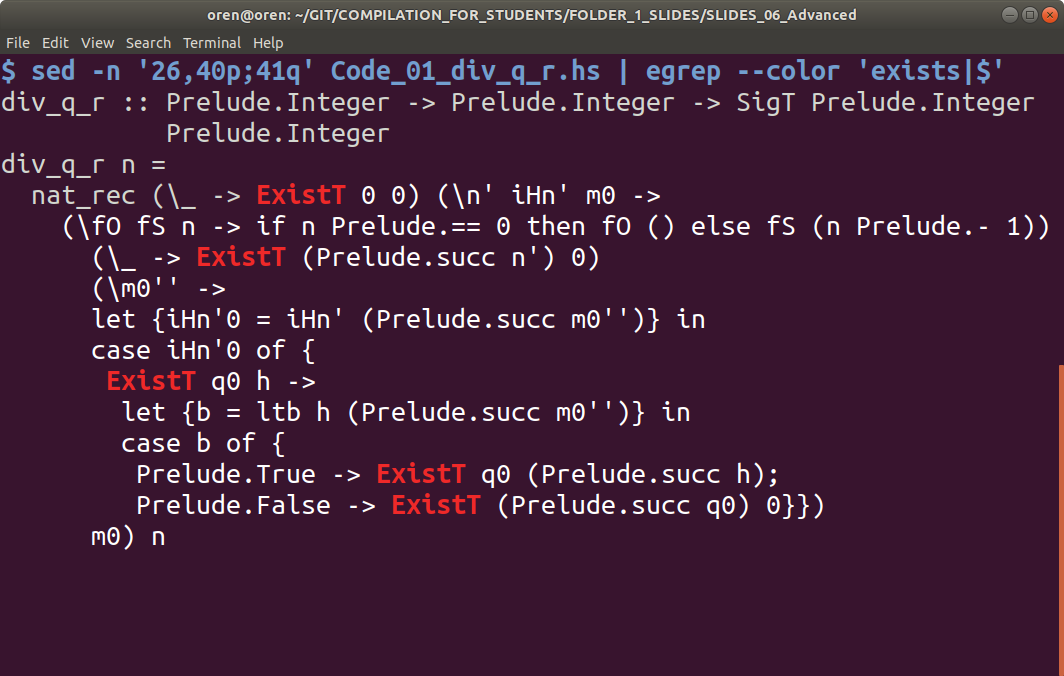 oren@oren: ~/GIT/COMPILATION_FOR_STUDENTS/FOLDER_1_SLIDES/SLIDES_06_Advanced
File Edit View Search Terminal Help
$ sed -n '26,40p;41q' Code_01_div_q_r.hs | egrep --color 'exists|$'
div_q_r :: Prelude.Integer -> Prelude.Integer -> SigT Prelude.Integer
           Prelude.Integer
div_q_r n =
  nat_rec (\_ -> ExistT 0 0) (\n' iHn' m0 ->
    (\fO fS n -> if n Prelude.== 0 then fO () else fS (n Prelude.- 1))
      (\_ -> ExistT (Prelude.succ n') 0)
      (\m0'' ->
      let {iHn'0 = iHn' (Prelude.succ m0'')} in
      case iHn'0 of {
       ExistT q0 h ->
        let {b = ltb h (Prelude.succ m0'')} in
        case b of {
         Prelude.True -> ExistT q0 (Prelude.succ h);
         Prelude.False -> ExistT (Prelude.succ q0) 0}})
      m0) n